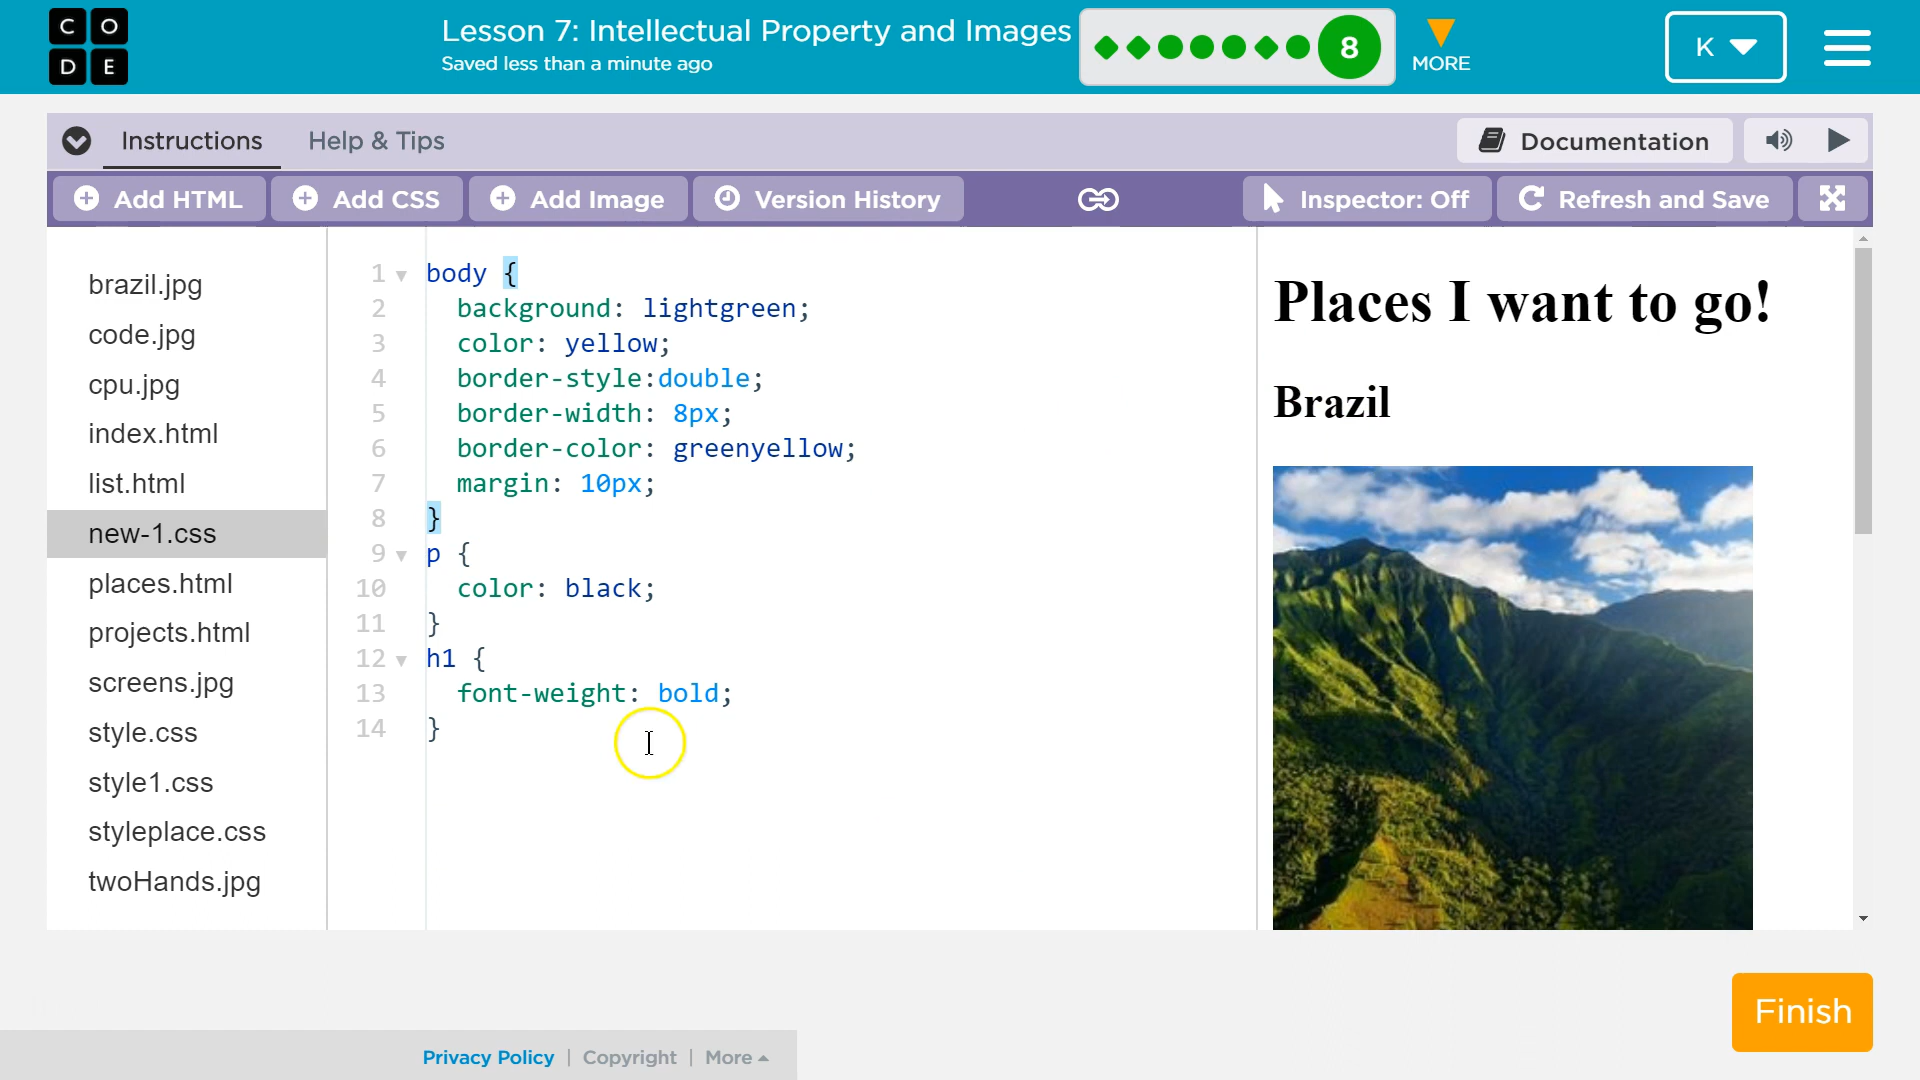 C O
D E
Lesson 7: Intellectual Property and Images
Saved less than a minute ago
8
MORE
K
Instructions
Help & Tips
Documentation
Add HTML
Add CSS
Add Image
Version History
Inspector: Off
Refresh and Save
brazil.jpg
code.jpg
cpu.jpg
index.html
list.html
new-1.css
places.html
projects.html
screens.jpg
style.css
style1.css
styleplace.css
twoHands.jpg
1 body {
2 background: lightgreen;
3 color: yellow;
4 border-style:double;
5 border-width: 8px;
6 border-color: greenyellow;
7 margin: 10px;
8 }
9 p {
10 color: black;
11 }
12 h1 {
13 font-weight: bold;
14 }
Places I want to go!
Brazil
Finish
Privacy Policy | Copyright | More